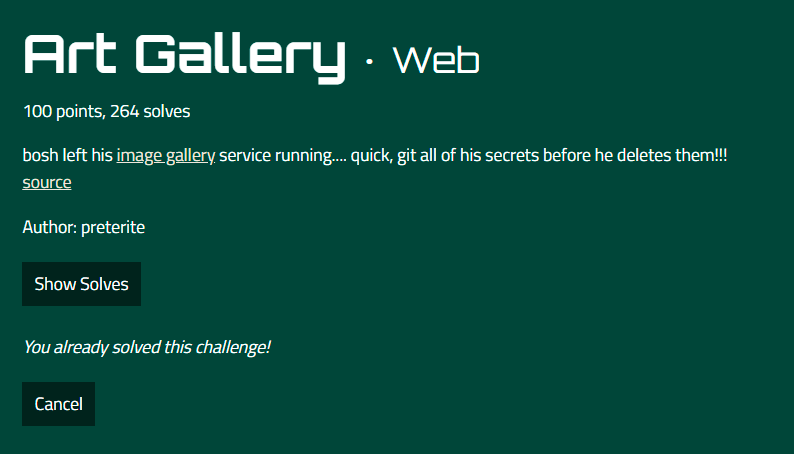 Art Gallery · Web
100 points, 264 solves
bosh left his image gallery service running.... quick, git all of his secrets before he deletes them!!!
source
Author: preterite
Show Solves
You already solved this challenge!
Cancel